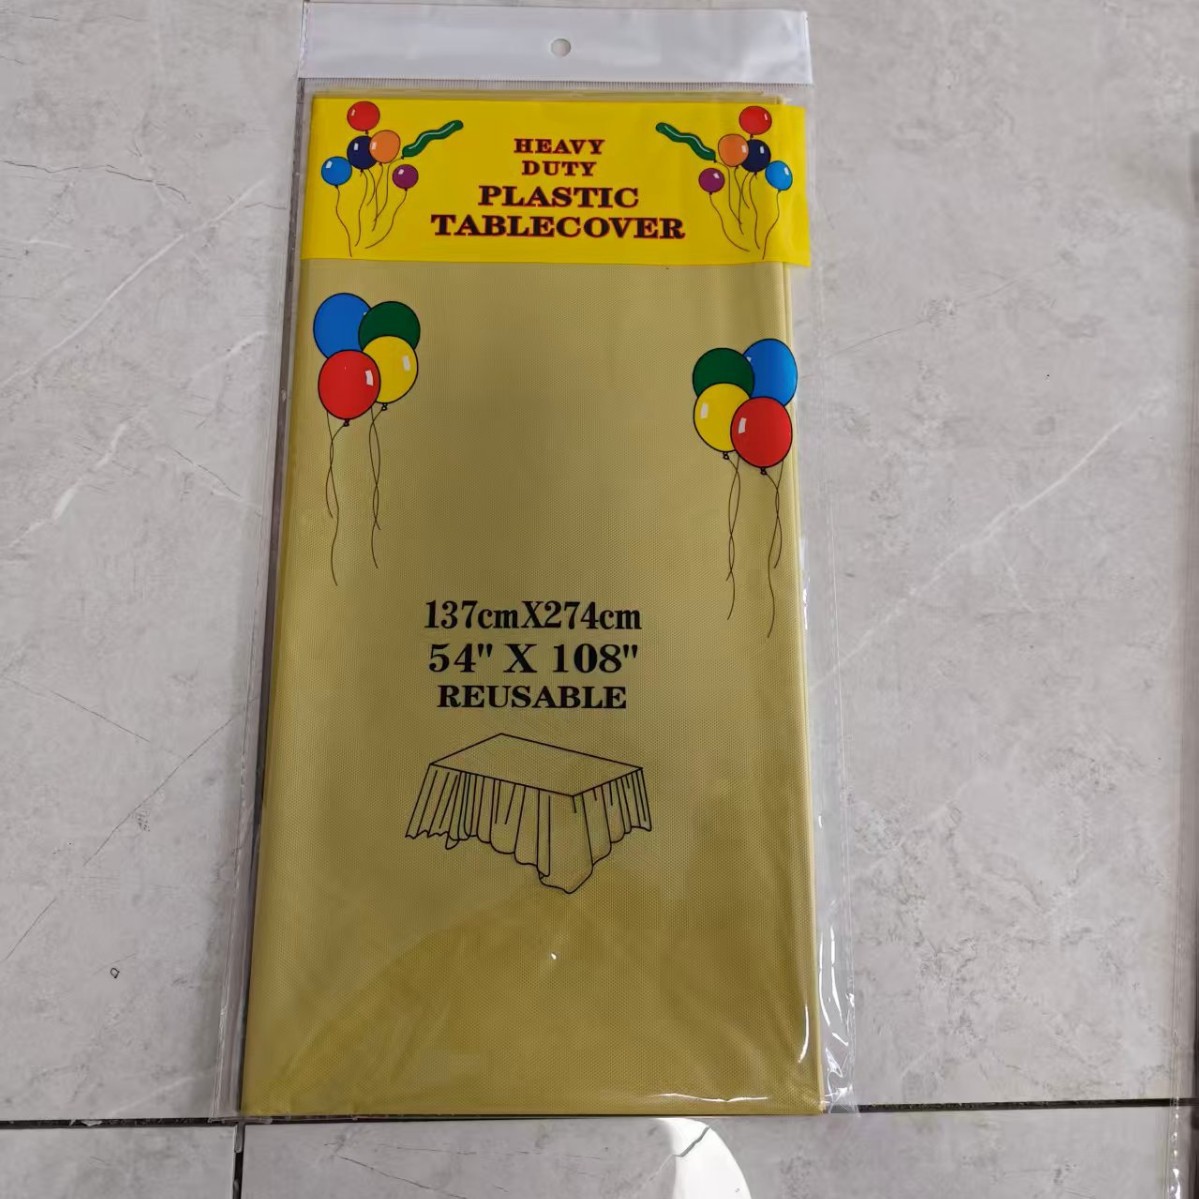 HEAVY
DUTY
PLASTIC
TABLECOVER
137cmX274cm
54" X 108"
REUSABLE